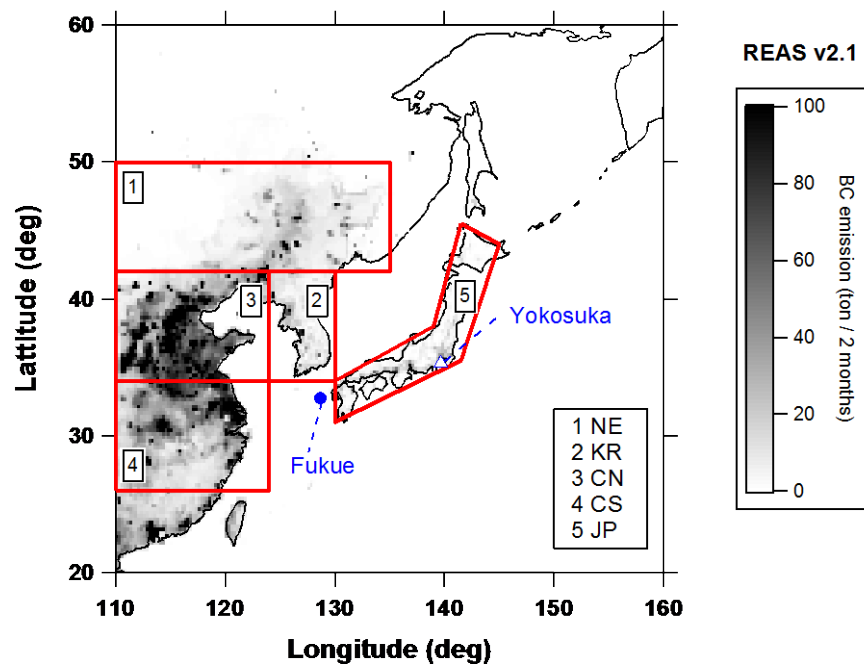 60
50
40
30
20
Lattitude (deg)
110
120
130
140
150
160
Longitude (deg)
1
2
3
4
5
Yokosuka
Fukue
1 NE
2 KR
3 CN
4 CS
5 JP
REAS v2.1
100
80
60
40
20
0
BC emission (ton / 2 months)